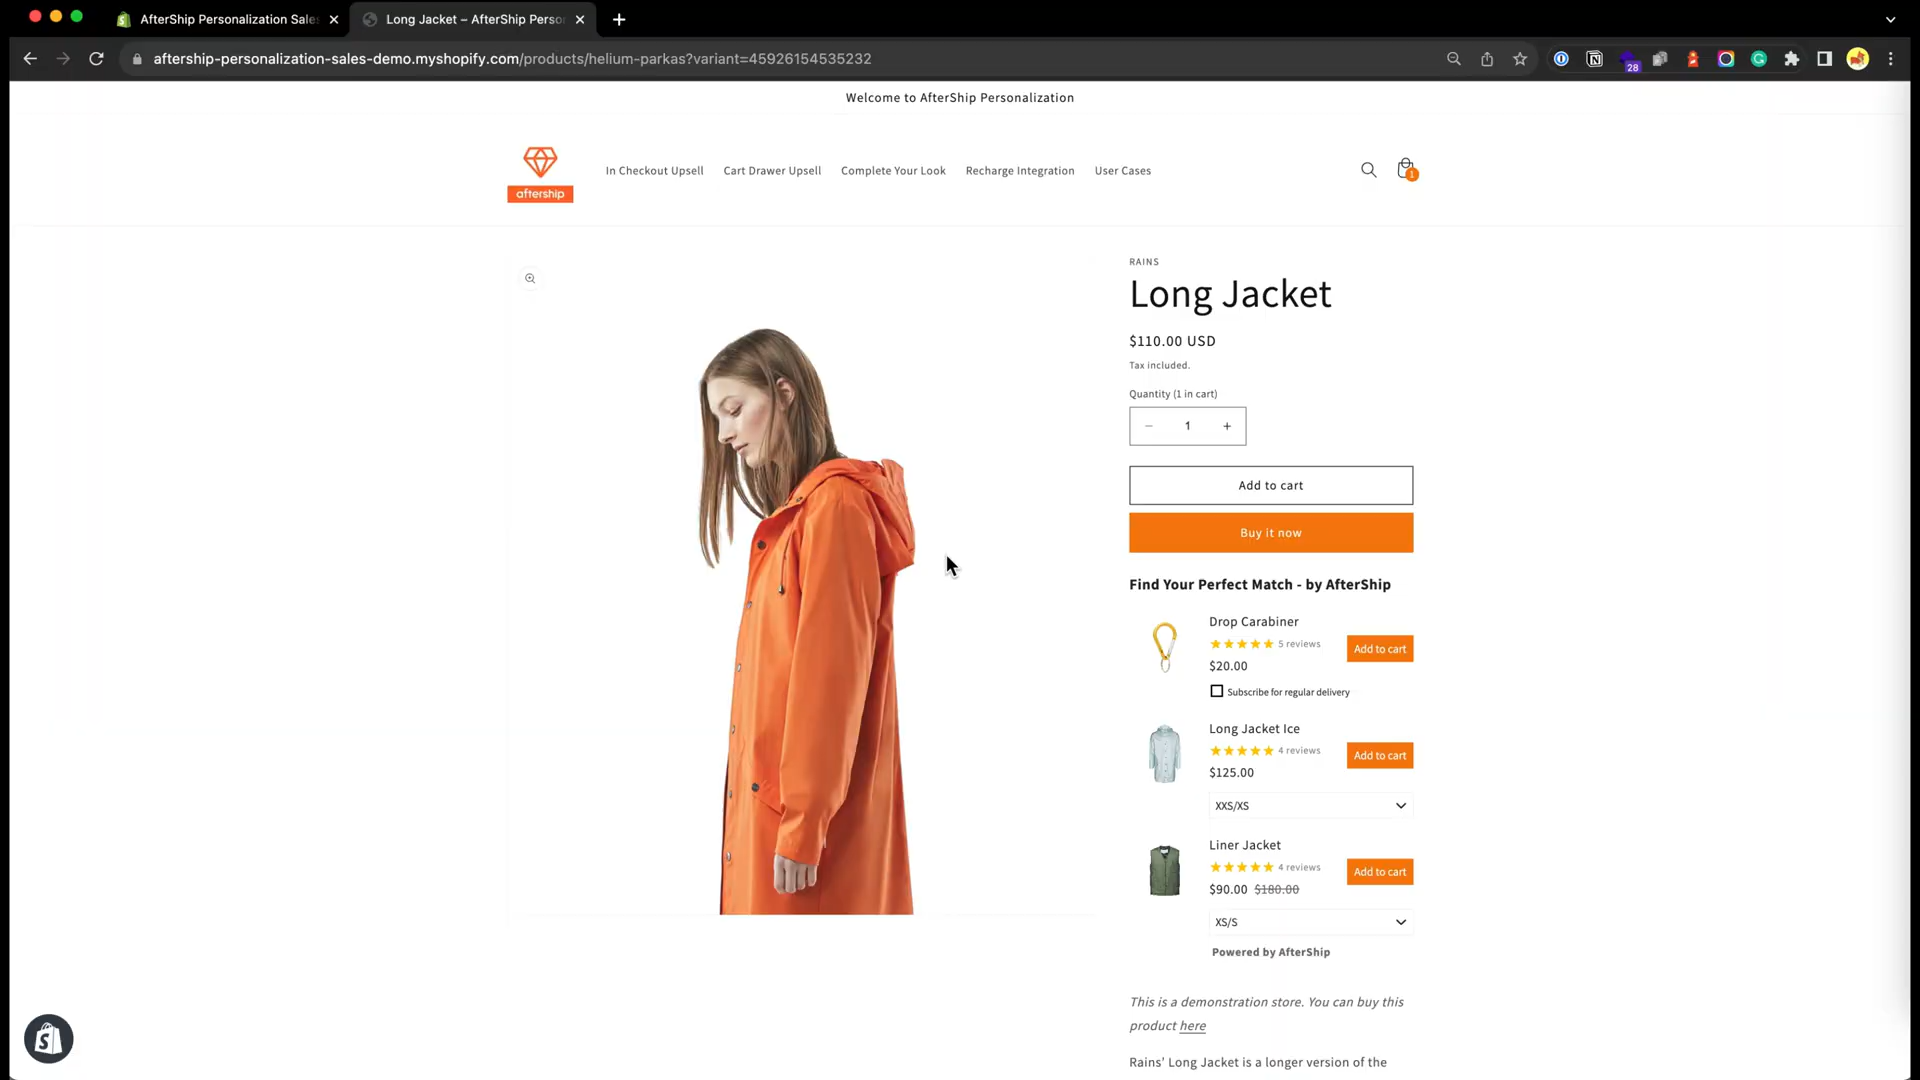 AfterShip Personalization Sale
Long Jacket – AfterShip Perso
aftership-personalization-sales-demo.myshopify.com/products/helium-parkas?variant=45926154535232
28
Welcome to AfterShip Personalization
aftership
In Checkout Upsell
Cart Drawer Upsell
Complete Your Look
Recharge Integration
User Cases
1
RAINS
Long Jacket
$110.00 USD
Tax included.
Quantity (1 in cart)
− 1 +
Add to cart
Buy it now
Find Your Perfect Match - by AfterShip
Drop Carabiner
5 reviews
Add to cart
$20.00
Subscribe for regular delivery
Long Jacket Ice
4 reviews
Add to cart
$125.00
XXS/XS
Liner Jacket
4 reviews
Add to cart
$90.00 $180.00
XS/S
Powered by AfterShip
This is a demonstration store. You can buy this
product here
Rains' Long Jacket is a longer version of the